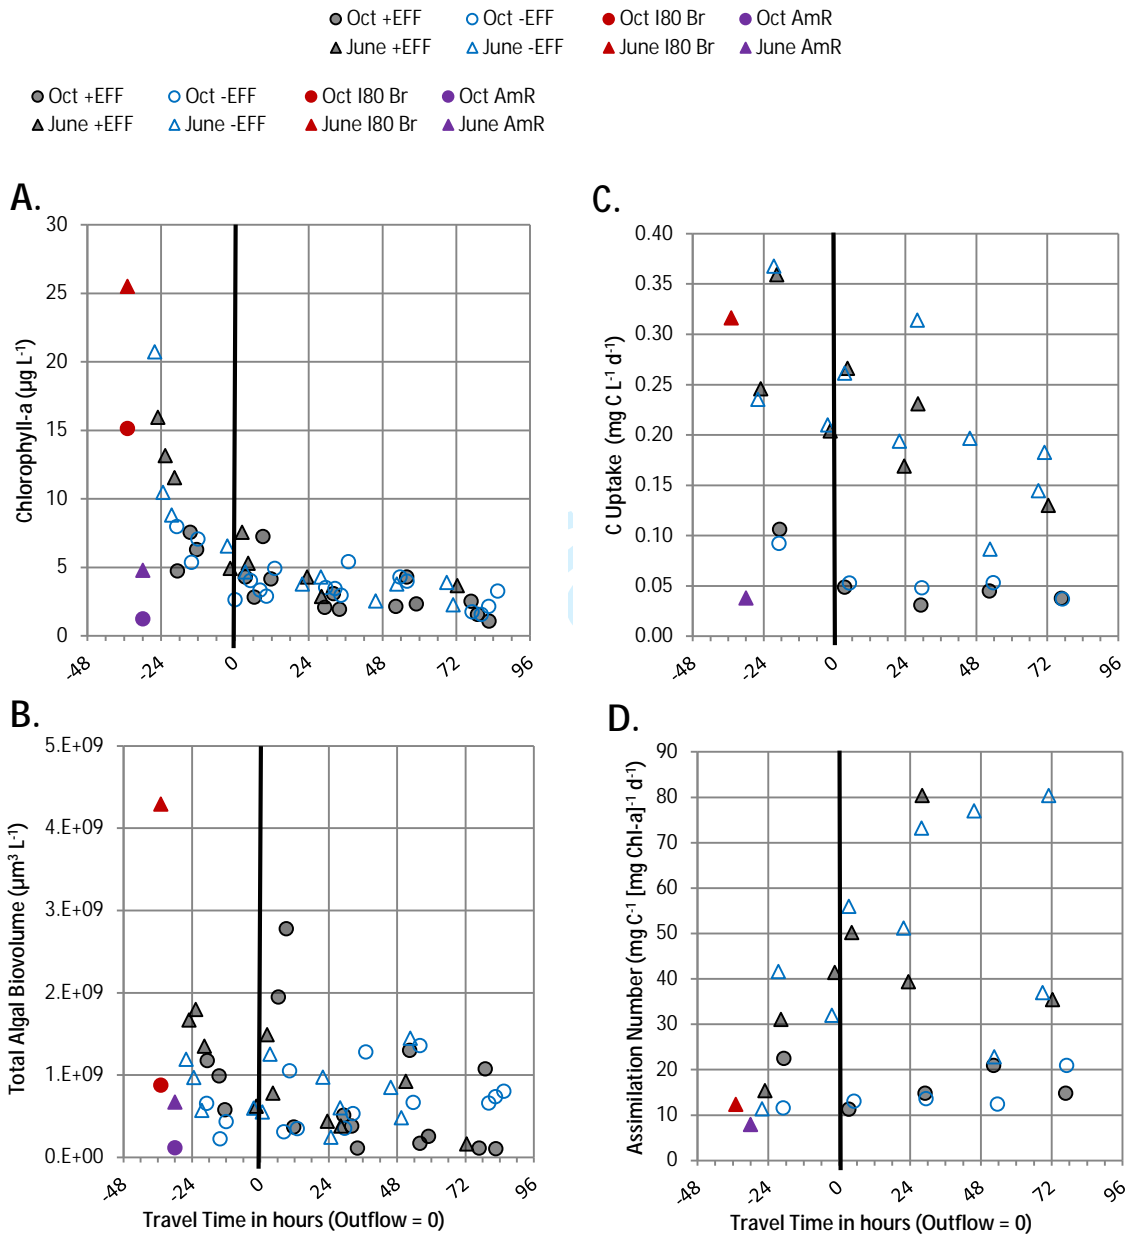 Oct +EFF Oct -EFF Oct I80 Br Oct AmR
June +EFF June -EFF June I80 Br June AmR
Oct +EFF Oct -EFF Oct I80 Br Oct AmR
June +EFF June -EFF June I80 Br June AmR
A.
30
25
20
15
10
5
0
Chlorophyll-a (µg L-1)
-48 -24 0 24 48 72 96
C.
0.40
0.35
0.30
0.25
0.20
0.15
0.10
0.05
0.00
C Uptake (mg C L-1 d-1)
-48 -24 0 24 48 72 96
B.
5.E+09
4.E+09
3.E+09
2.E+09
1.E+09
0.E+00
Total Algal Biovolume (µm3 L-1)
-48 -24 0 24 48 72 96
Travel Time in hours (Outflow = 0)
D.
90
80
70
60
50
40
30
20
10
0
Assimilation Number (mg C-1 [mg Chl-a]-1 d-1)
-48 -24 0 24 48 72 96
Travel Time in hours (Outflow = 0)